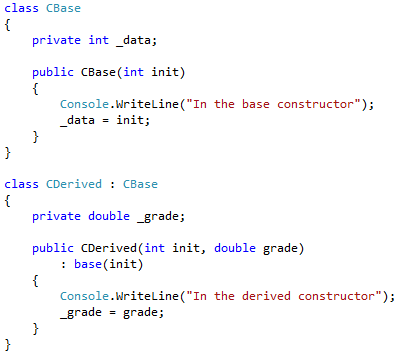 class CBase
{
    private int _data;

    public CBase(int init)
    {
        Console.WriteLine("In the base constructor");
        _data = init;
    }
}

class CDerived : CBase
{
    private double _grade;

    public CDerived(int init, double grade)
        : base(init)
    {
        Console.WriteLine("In the derived constructor");
        _grade = grade;
    }
}